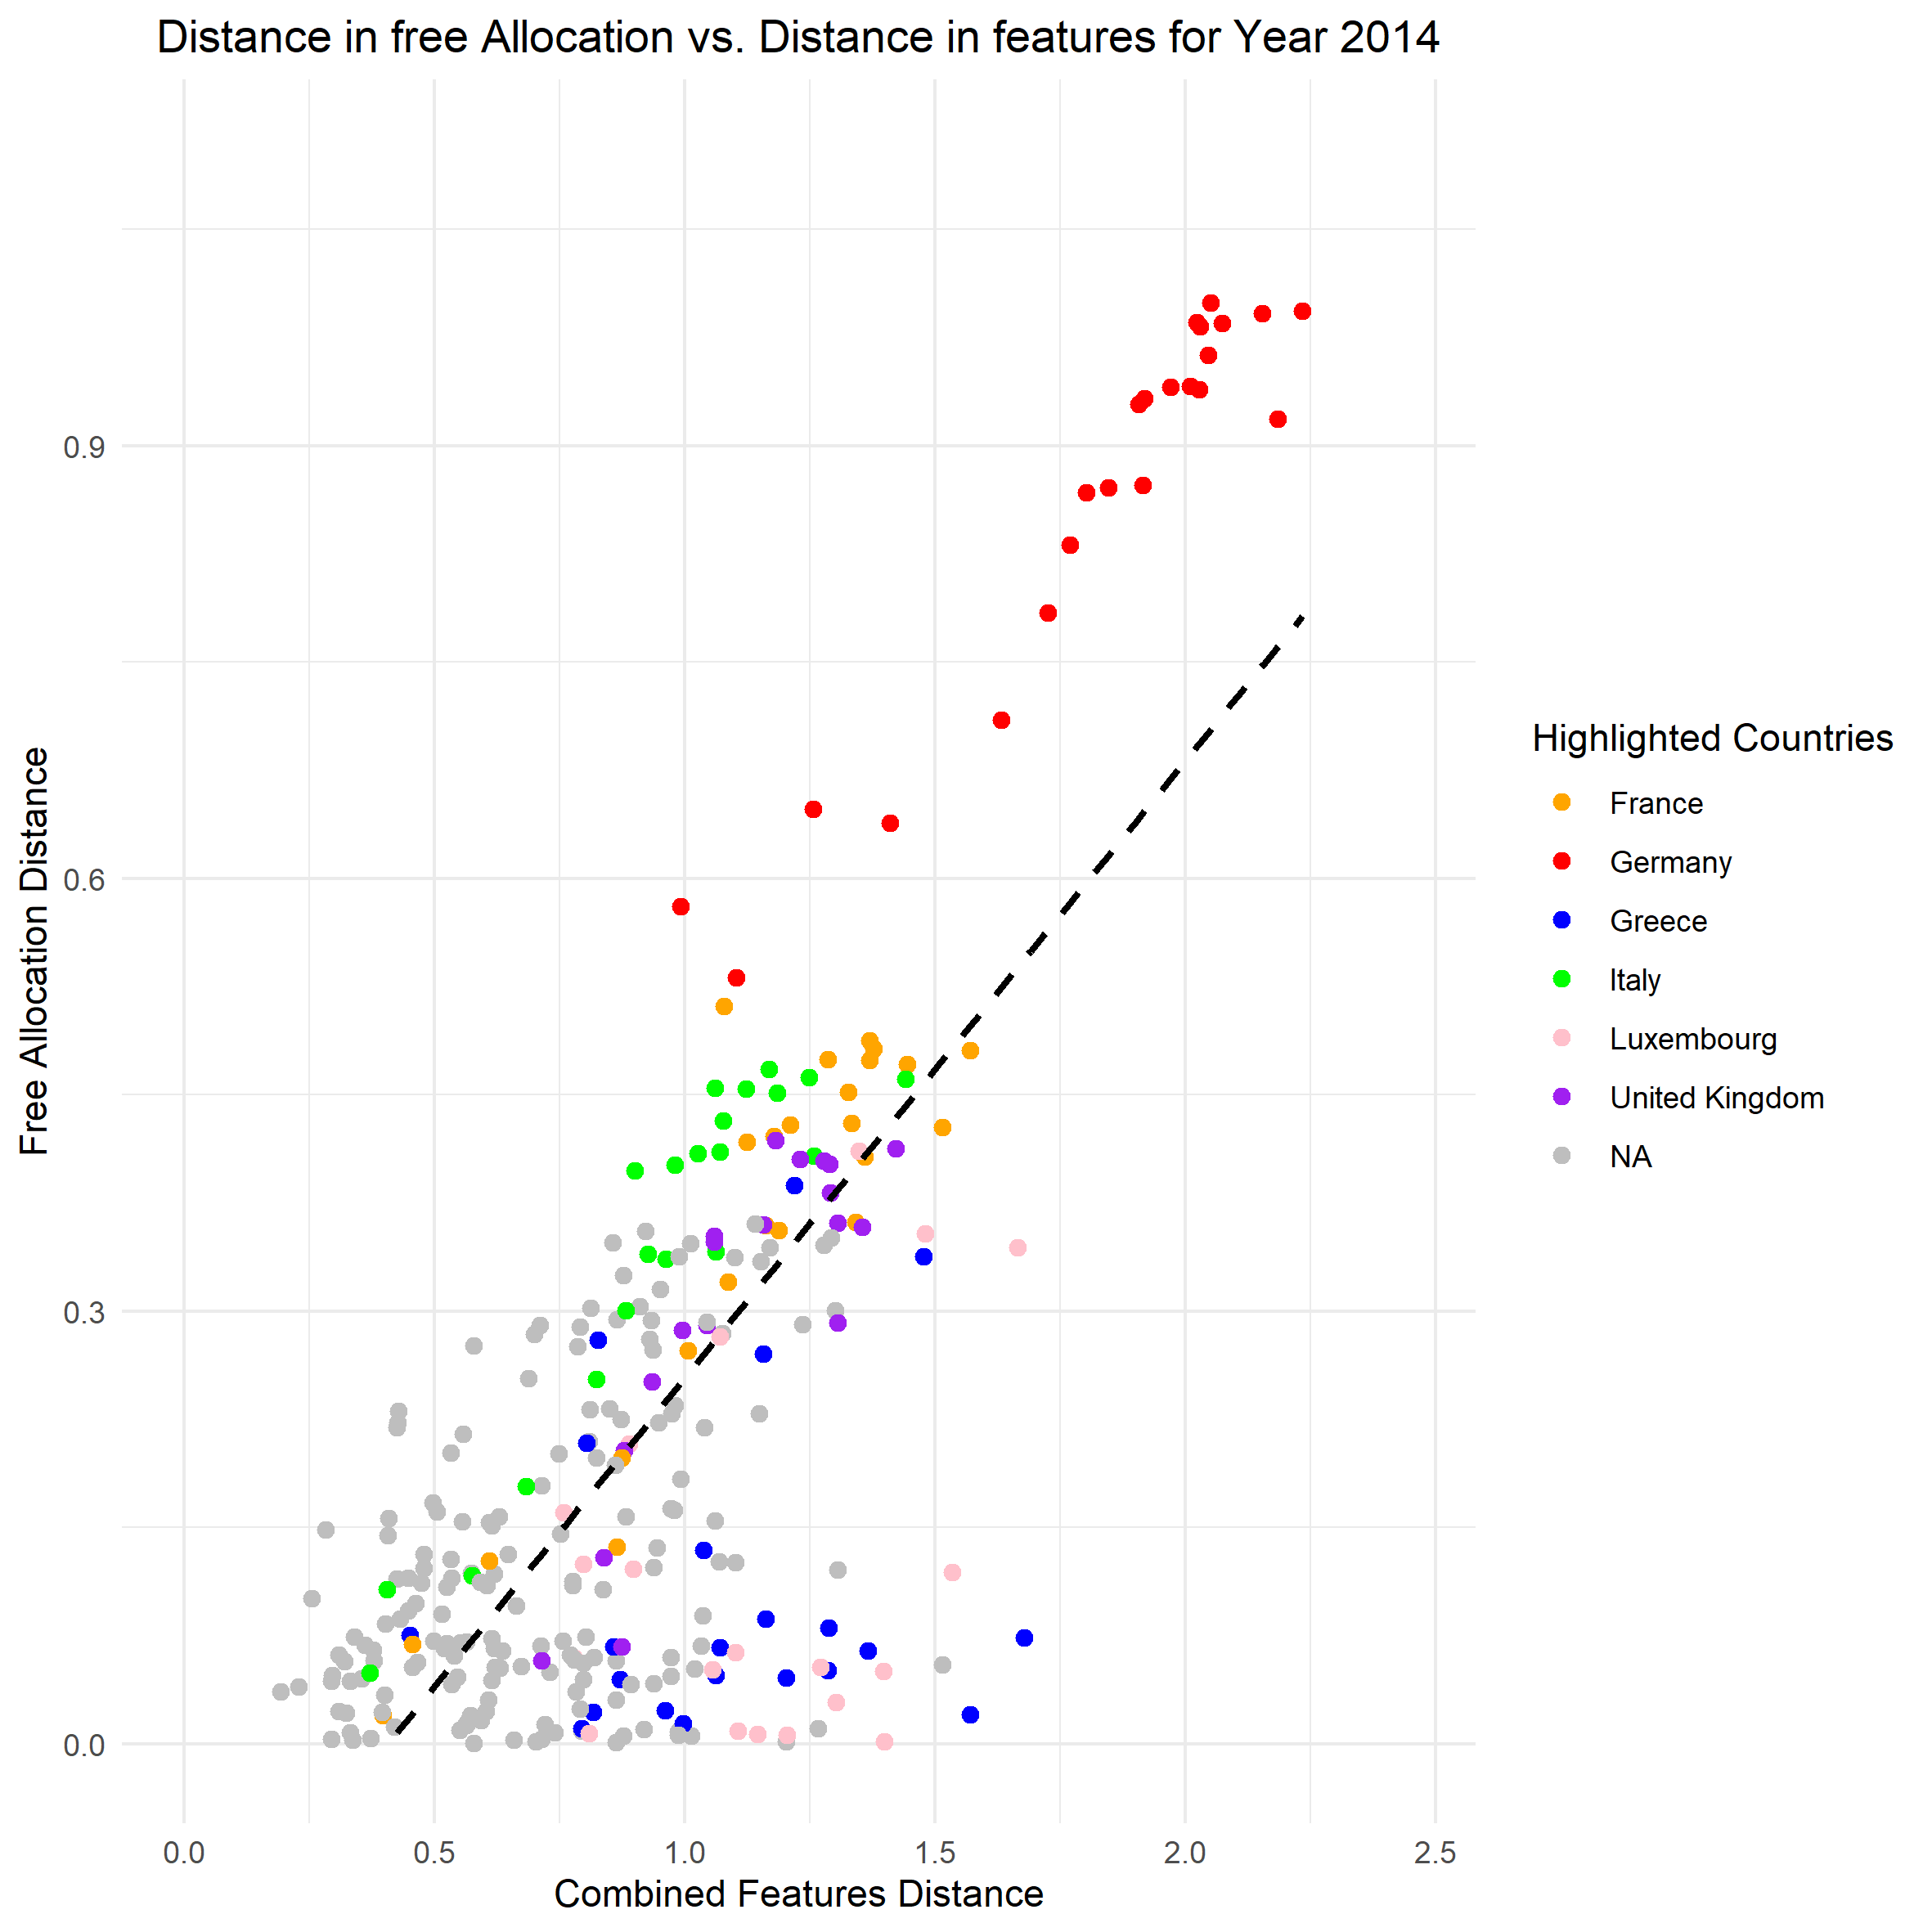 Distance in free Allocation vs. Distance in features for Year 2014
Free Allocation Distance
0.9
0.6
0.3
0.0
0.0 0.5 1.0 1.5 2.0 2.5
Combined Features Distance
Highlighted Countries
France
Germany
Greece
Italy
Luxembourg
United Kingdom
NA